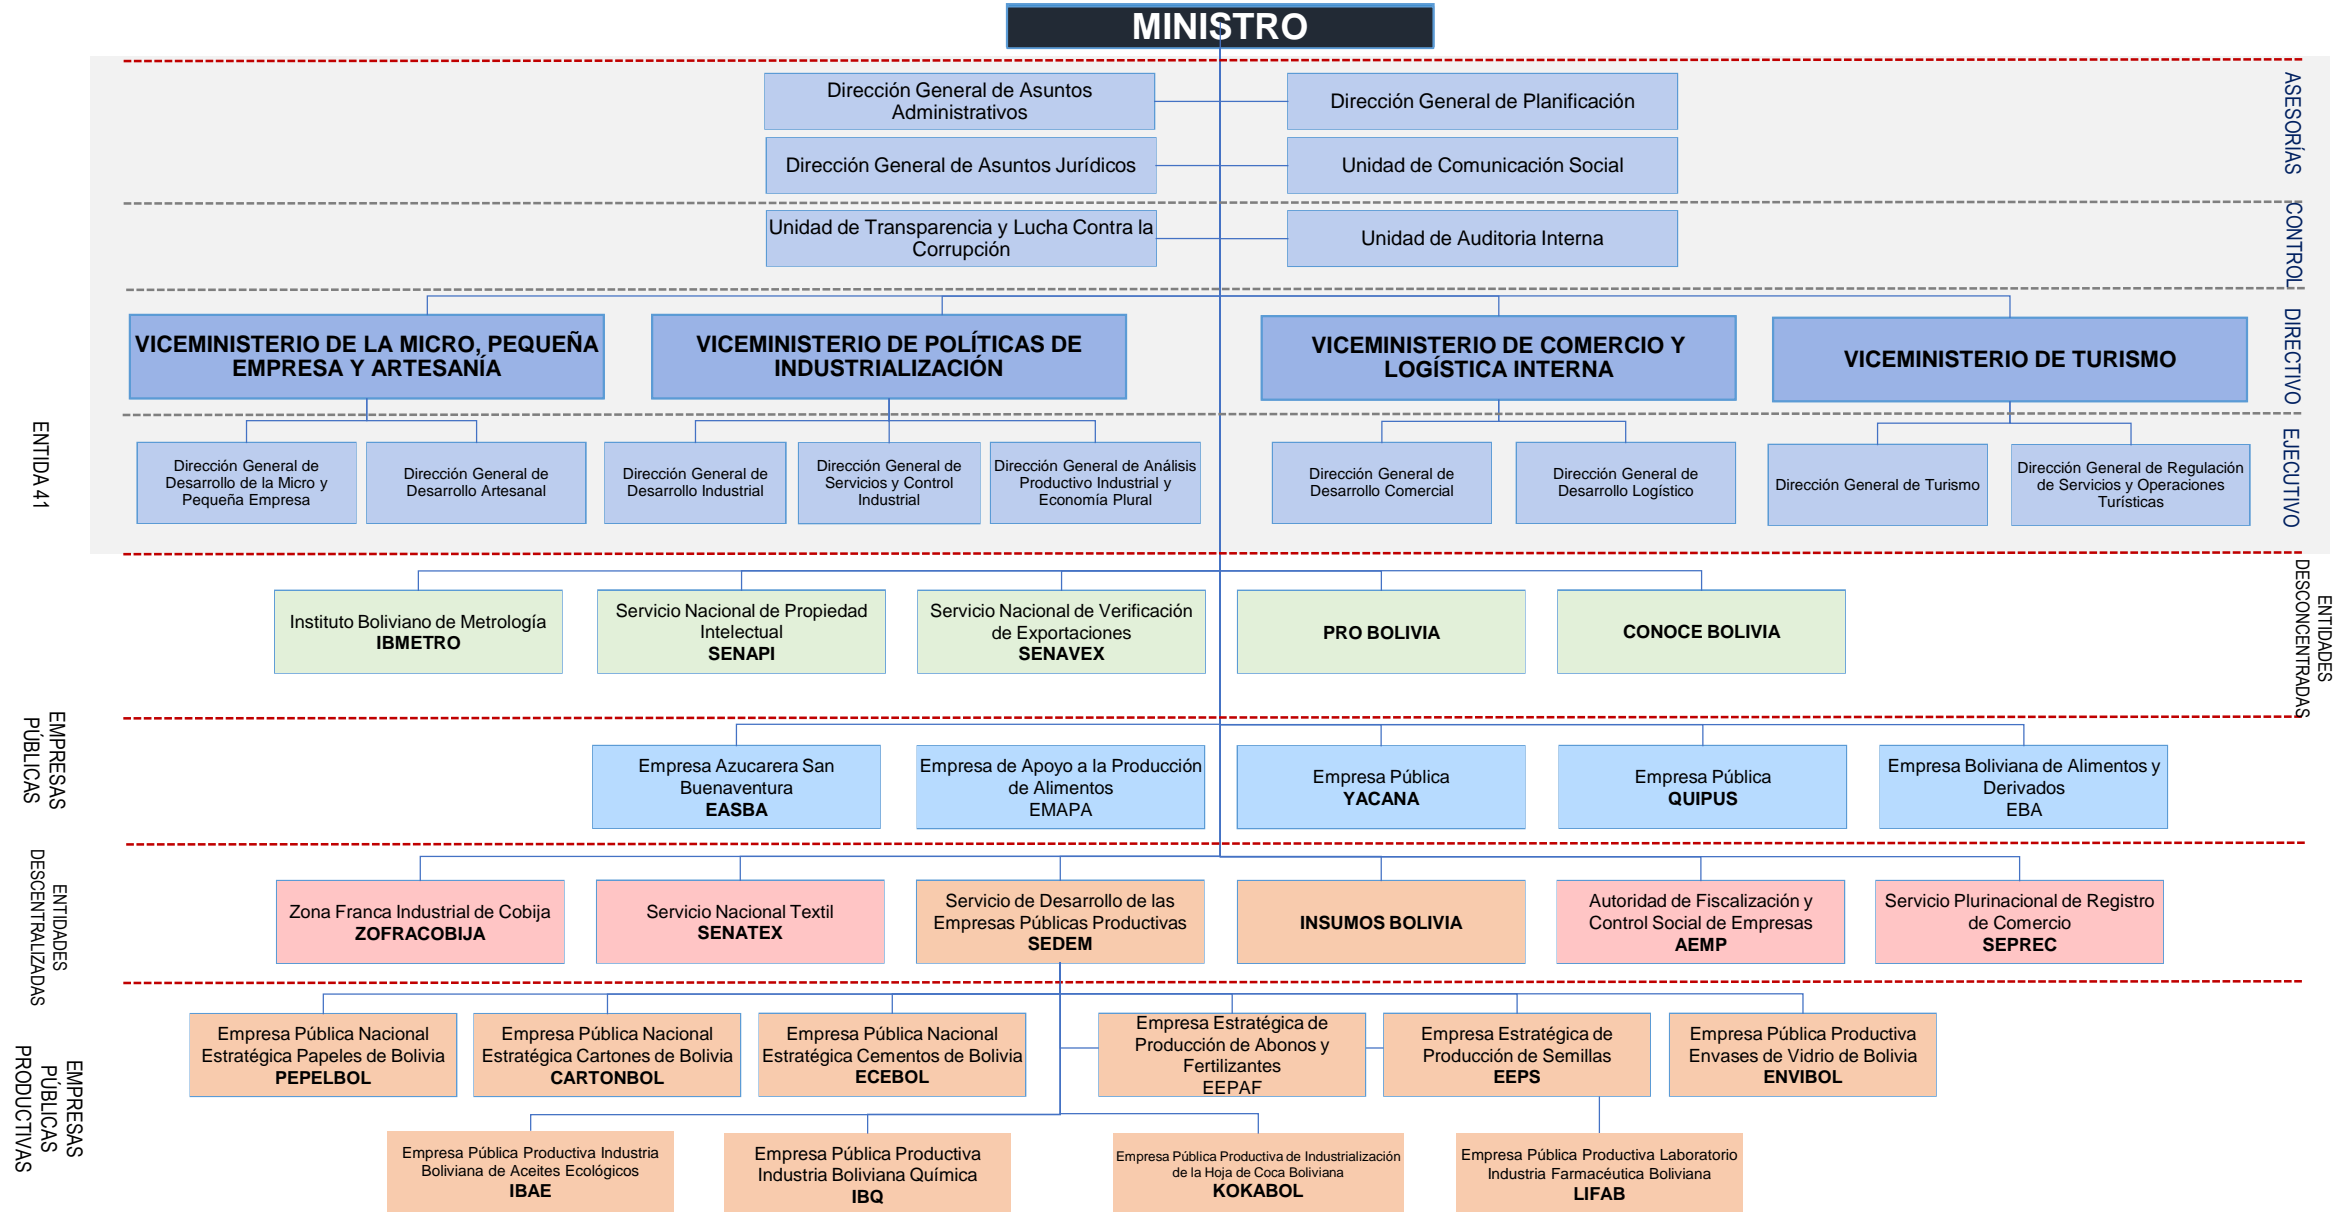 MINISTRO
Dirección General de Asuntos
Administrativos
Dirección General de Planificación
Dirección General de Asuntos Jurídicos
Unidad de Comunicación Social
ASESORÍAS
Unidad de Transparencia y Lucha Contra la
Corrupción
Unidad de Auditoria Interna
CONTROL
VICEMINISTERIO DE LA MICRO, PEQUEÑA
EMPRESA Y ARTESANÍA
VICEMINISTERIO DE POLÍTICAS DE
INDUSTRIALIZACIÓN
VICEMINISTERIO DE COMERCIO Y
LOGÍSTICA INTERNA
VICEMINISTERIO DE TURISMO
DIRECTIVO
ENTIDA 41
Dirección General de
Desarrollo de la Micro y
Pequeña Empresa
Dirección General de
Desarrollo Artesanal
Dirección General de
Desarrollo Industrial
Dirección General de
Servicios y Control
Industrial
Dirección General de Análisis
Productivo Industrial y
Economía Plural
Dirección General de
Desarrollo Comercial
Dirección General de
Desarrollo Logístico
Dirección General de Turismo
Dirección General de Regulación
de Servicios y Operaciones
Turísticas
EJECUTIVO
Instituto Boliviano de Metrología
IBMETRO
Servicio Nacional de Propiedad
Intelectual
SENAPI
Servicio Nacional de Verificación
de Exportaciones
SENAVEX
PRO BOLIVIA
CONOCE BOLIVIA
ENTIDADES
DESCONCENTRADAS
EMPRESAS
PÚBLICAS
Empresa Azucarera San
Buenaventura
EASBA
Empresa de Apoyo a la Producción
de Alimentos
EMAPA
Empresa Pública
YACANA
Empresa Pública
QUIPUS
Empresa Boliviana de Alimentos y
Derivados
EBA
ENTIDADES
DESCENTRALIZADAS
Zona Franca Industrial de Cobija
ZOFRACOBIJA
Servicio Nacional Textil
SENATEX
Servicio de Desarrollo de las
Empresas Públicas Productivas
SEDEM
INSUMOS BOLIVIA
Autoridad de Fiscalización y
Control Social de Empresas
AEMP
Servicio Plurinacional de Registro
de Comercio
SEPREC
EMPRESAS
PÚBLICAS
PRODUCTIVAS
Empresa Pública Nacional
Estratégica Papeles de Bolivia
PEPELBOL
Empresa Pública Nacional
Estratégica Cartones de Bolivia
CARTONBOL
Empresa Pública Nacional
Estratégica Cementos de Bolivia
ECEBOL
Empresa Estratégica de
Producción de Abonos y
Fertilizantes
EEPAF
Empresa Estratégica de
Producción de Semillas
EEPS
Empresa Pública Productiva
Envases de Vidrio de Bolivia
ENVIBOL
Empresa Pública Productiva Industria
Boliviana de Aceites Ecológicos
IBAE
Empresa Pública Productiva
Industria Boliviana Química
IBQ
Empresa Pública Productiva de Industrialización
de la Hoja de Coca Boliviana
KOKABOL
Empresa Pública Productiva Laboratorio
Industria Farmacéutica Boliviana
LIFAB